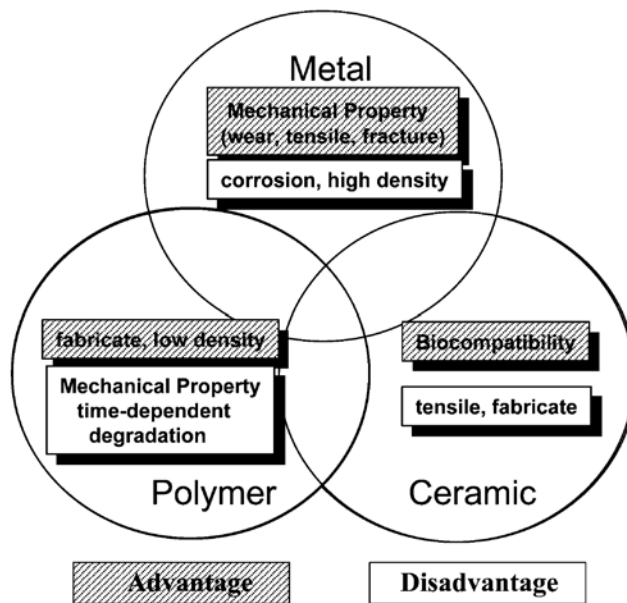 Metal
Mechanical Property
(wear, tensile, fracture)
corrosion, high density
fabricate, low density
Mechanical Property
time-dependent
degradation
Polymer
Biocompatibility
tensile, fabricate
Ceramic
Advantage
Disadvantage